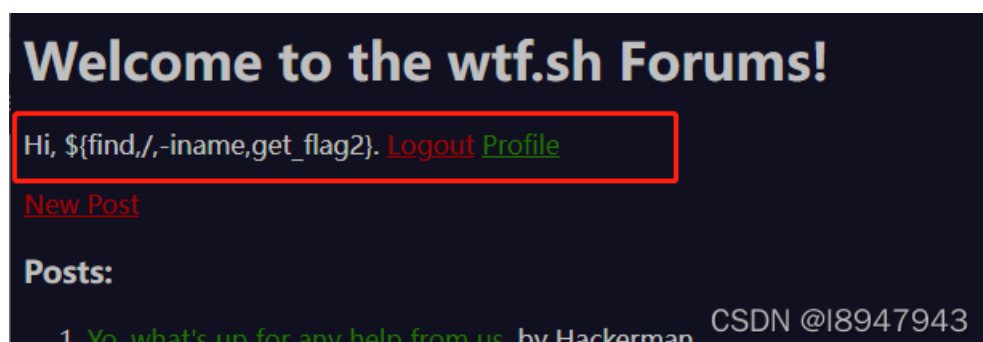 Welcome to the wtf.sh Forums!
Hi, ${find,/,-iname,get_flag2}. Logout Profile
New Post
Posts:
1. Yo, what's up for any help from us. by Hackerman
CSDN @I8947943